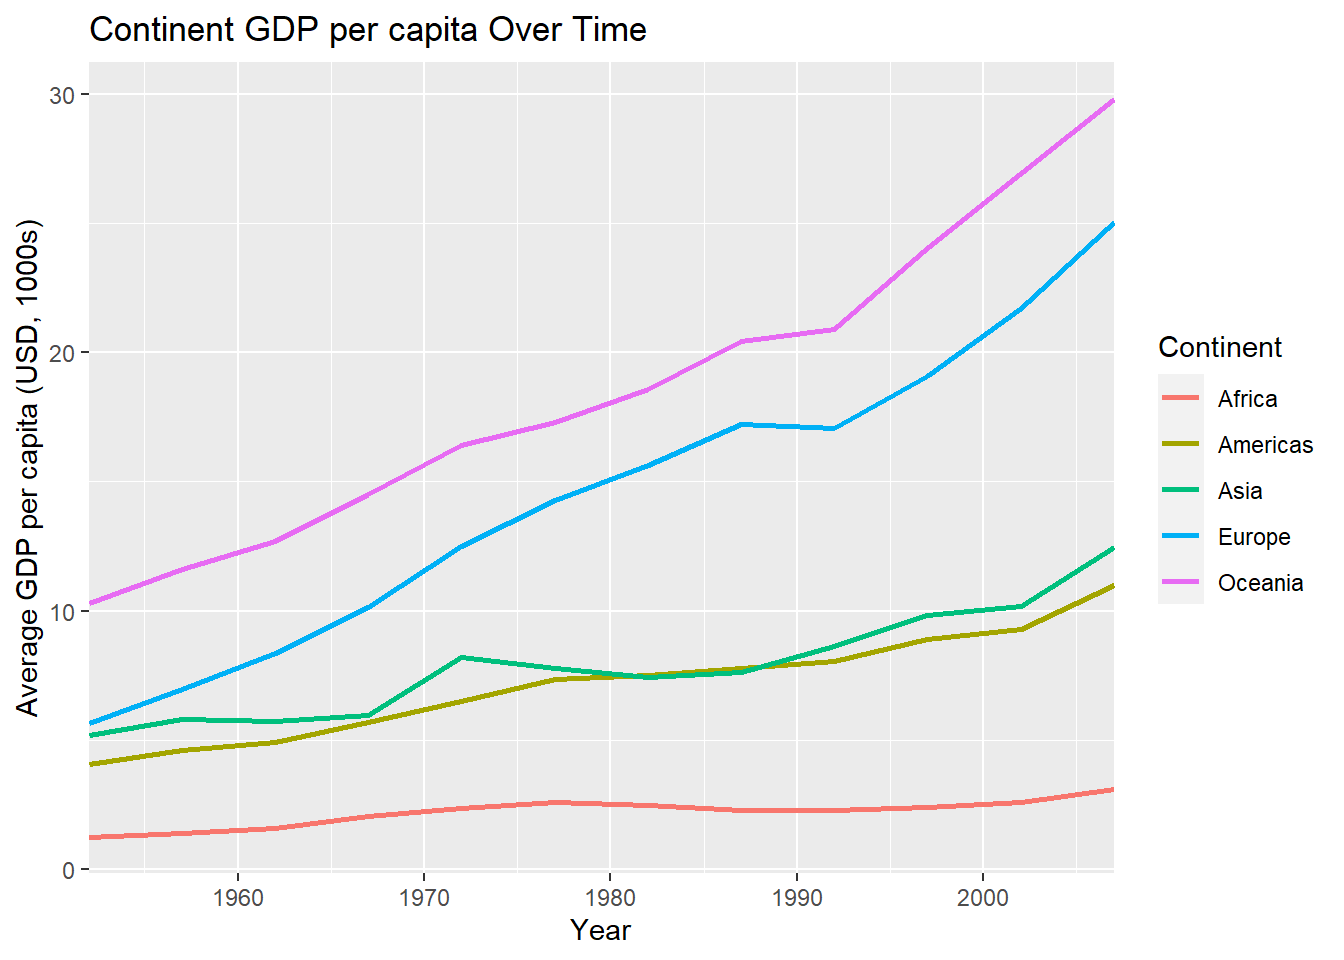 Continent GDP per capita Over Time
Average GDP per capita (USD, 1000s)
30
20
10
0
1960 1970 1980 1990 2000
Year
Continent
Africa
Americas
Asia
Europe
Oceania